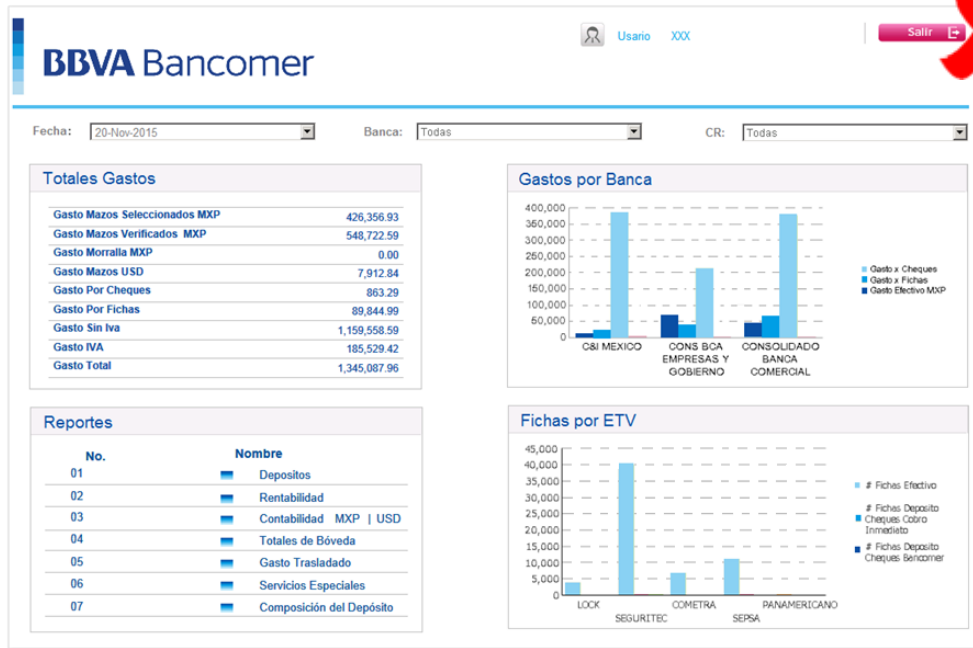 BBVA Bancomer
Usario XXX
Salir
Fecha: 20-Nov-2015 Banca: Todas CR: Todas
Totales Gastos
Gasto Mazos Seleccionados MXP 426,356.93
Gasto Mazos Verificados MXP 548,722.59
Gasto Morralla MXP 0.00
Gasto Mazos USD 7,912.84
Gasto Por Cheques 863.29
Gasto Por Fichas 89,844.99
Gasto Sin Iva 1,159,558.59
Gasto IVA 185,529.42
Gasto Total 1,345,087.96
Gastos por Banca
400,000
350,000
300,000
250,000
200,000
150,000
100,000
50,000
0
C&I MEXICO
CONS BCA
EMPRESAS Y
GOBIERNO
CONSOLIDADO
BANCA
COMERCIAL
Gasto x Cheques
Gasto x Fichas
Gasto Efectivo MXP
Reportes
No. Nombre
01 Depositos
02 Rentabilidad
03 Contabilidad MXP | USD
04 Totales de Bóveda
05 Gasto Trasladado
06 Servicios Especiales
07 Composición del Depósito
Fichas por ETV
45,000
40,000
35,000
30,000
25,000
20,000
15,000
10,000
5,000
0
LOCK
SEGURITEC
COMETRA
SEPSA
PANAMERICANO
# Fichas Efectivo
# Fichas Deposito
Cheques Cobro
Inmediato
# Fichas Deposito
Cheques Bancomer